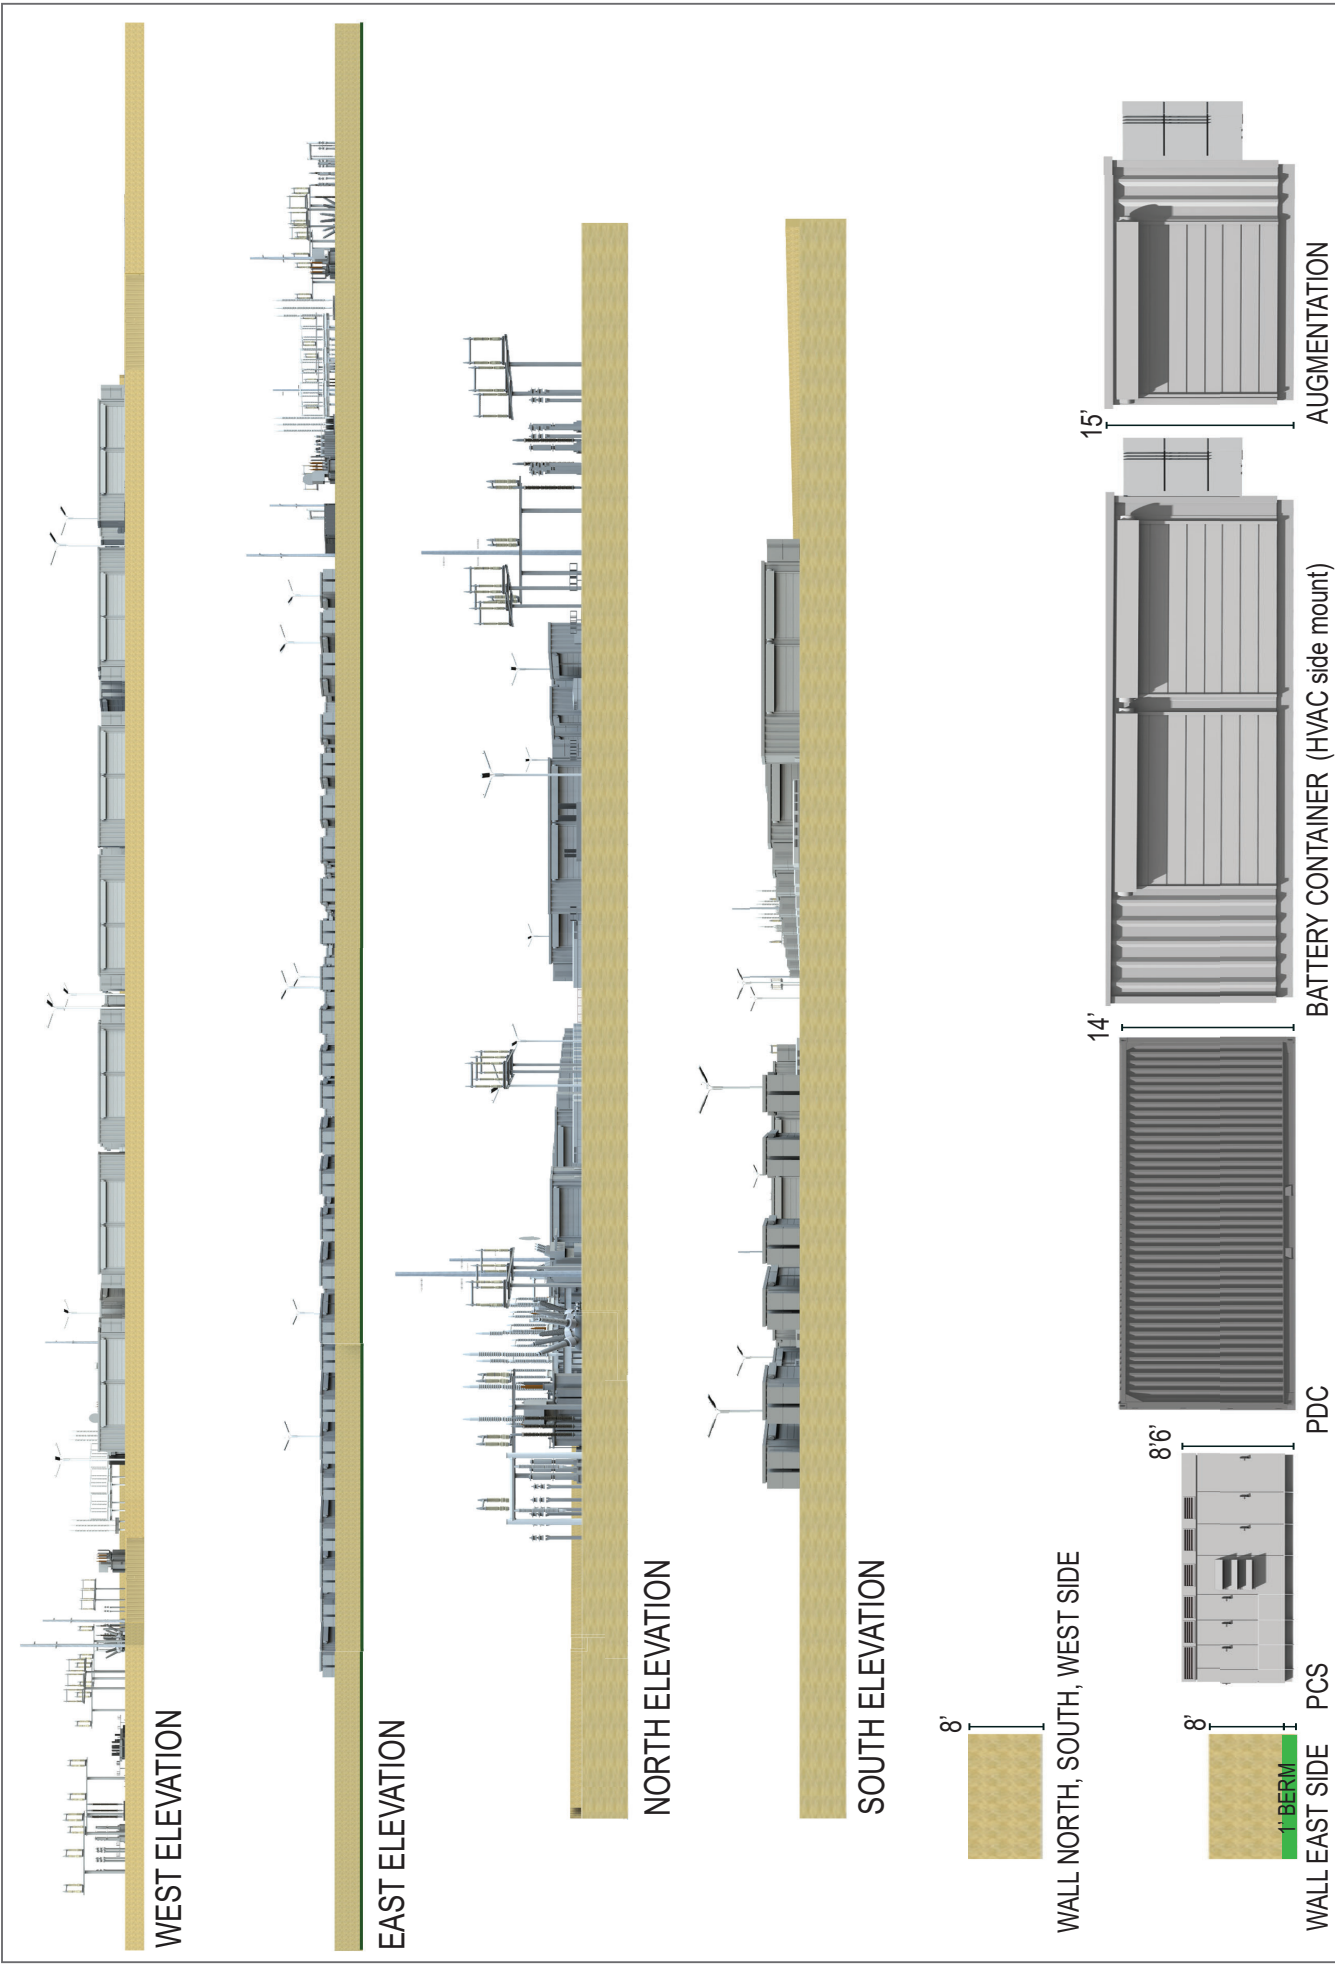 WEST ELEVATION
EAST ELEVATION
NORTH ELEVATION
SOUTH ELEVATION
8'
WALL NORTH, SOUTH, WEST SIDE
8'
1' BERM
WALL EAST SIDE
8'6'
PCS
14'
PDC
15'
BATTERY CONTAINER (HVAC side mount)
AUGMENTATION